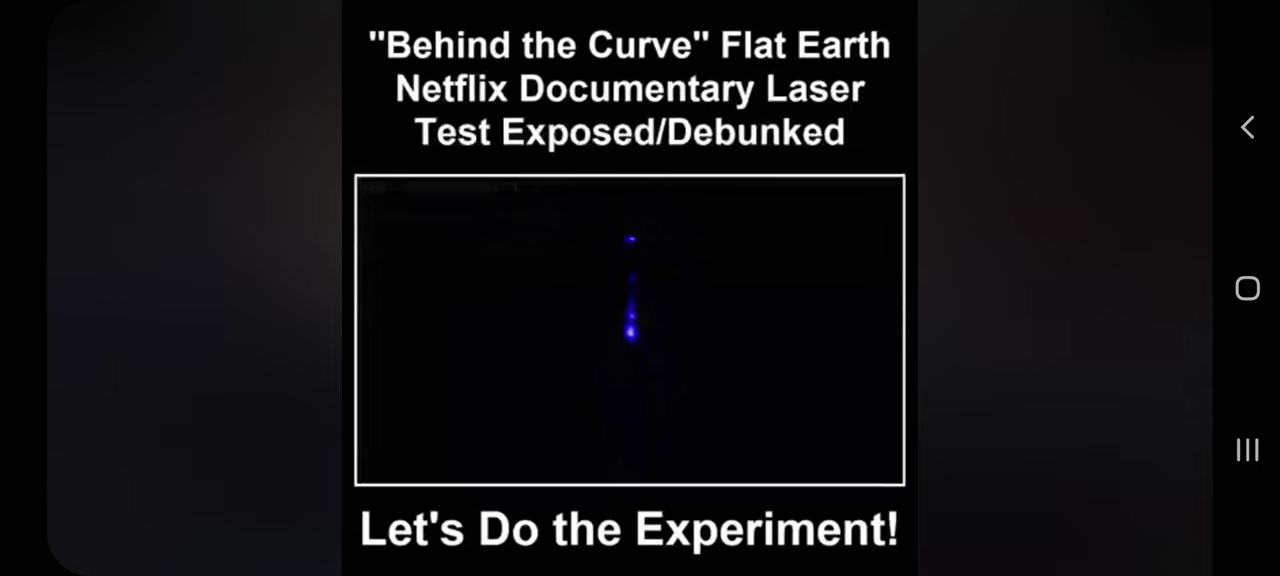 "Behind the Curve" Flat Earth
Netflix Documentary Laser
Test Exposed/Debunked
Let's Do the Experiment!